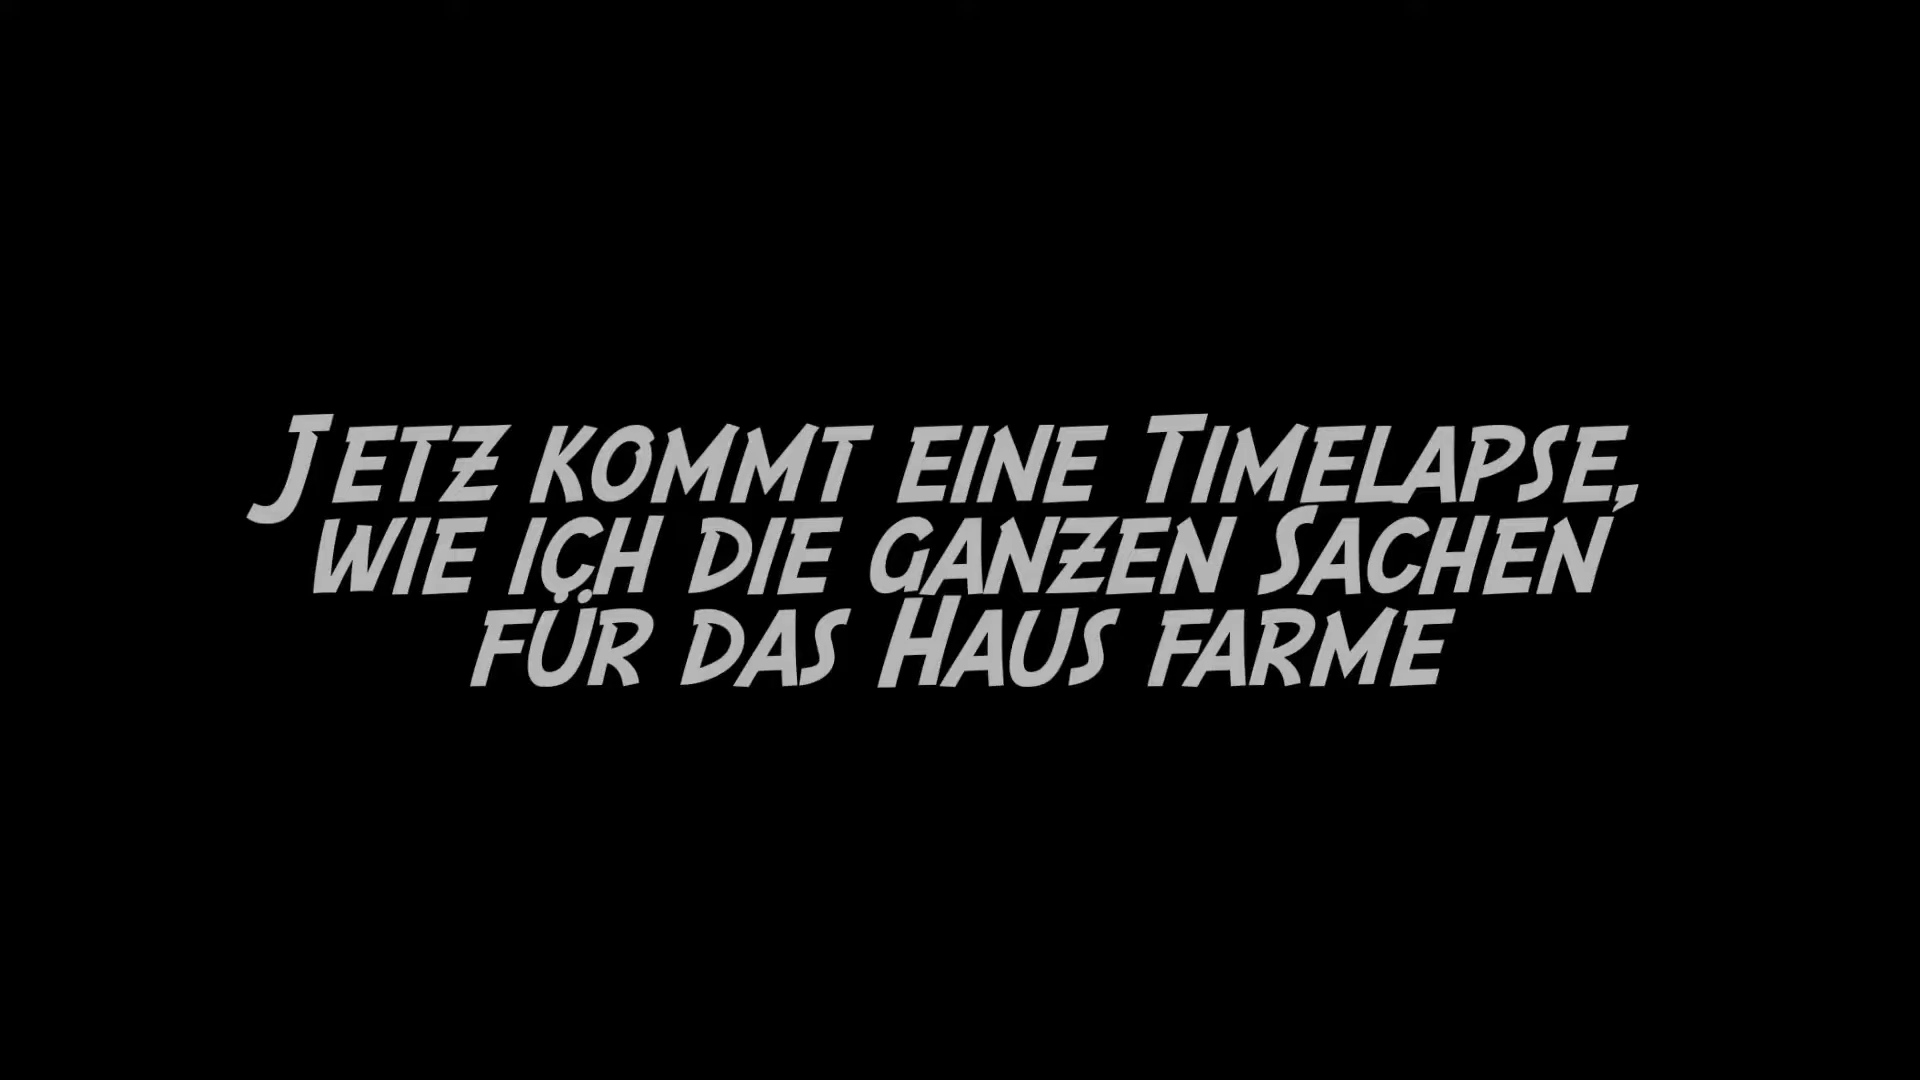 Jetz kommt eine Timelapse,
wie ich die ganzen Sachen
für das Haus farme